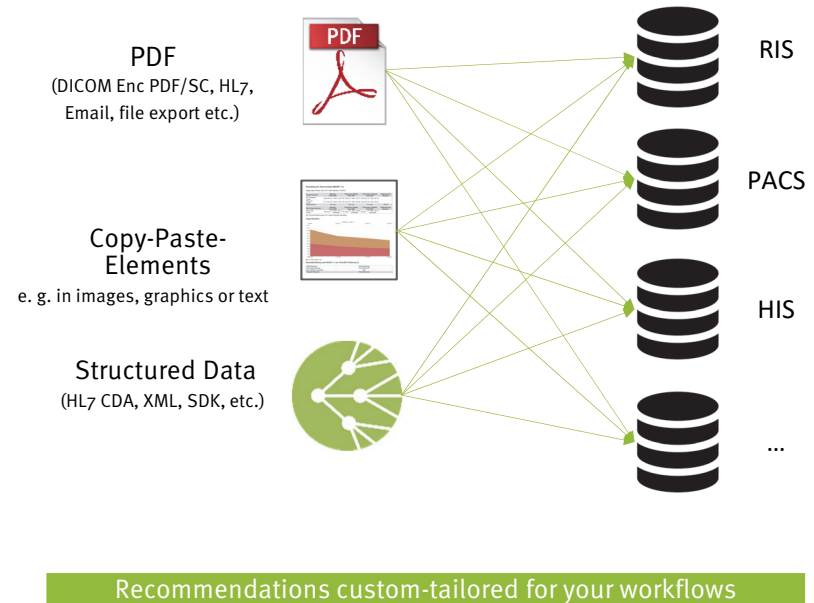 PDF
(DICOM Enc PDF/SC, HL7,
Email, file export etc.)
PDF
RIS
PACS
Copy-Paste-
Elements
e. g. in images, graphics or text
HIS
Structured Data
(HL7 CDA, XML, SDK, etc.)
...
Recommendations custom-tailored for your workflows